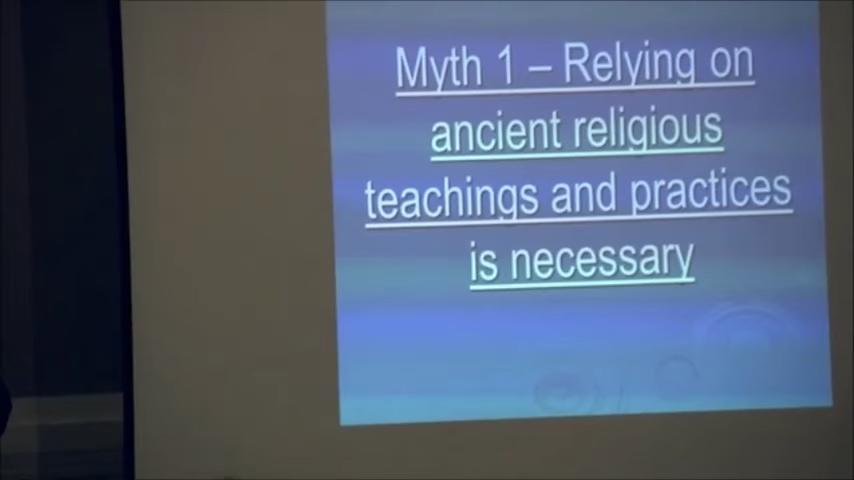 Myth 1 – Relying on
ancient religious
teachings and practices
is necessary